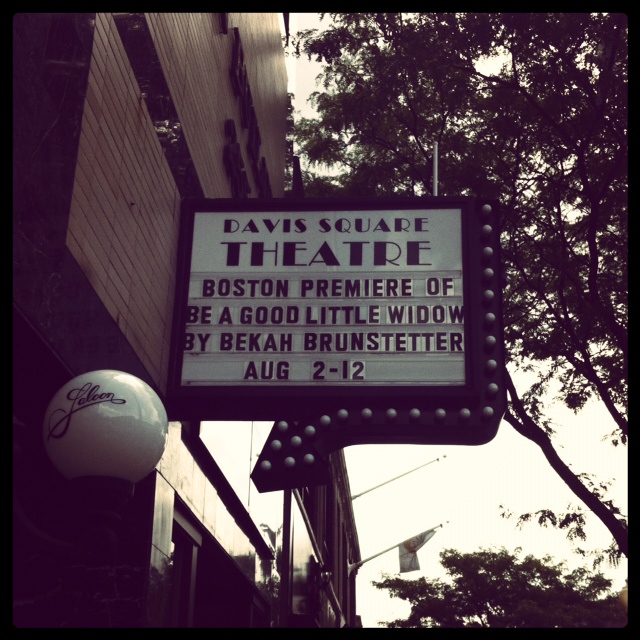 DAVIS SQUARE
THEATRE
BOSTON PREMIERE OF
BE A GOOD LITTLE WIDOW
BY BEKAH BRUNSTETTER
AUG 2-12
Saloon